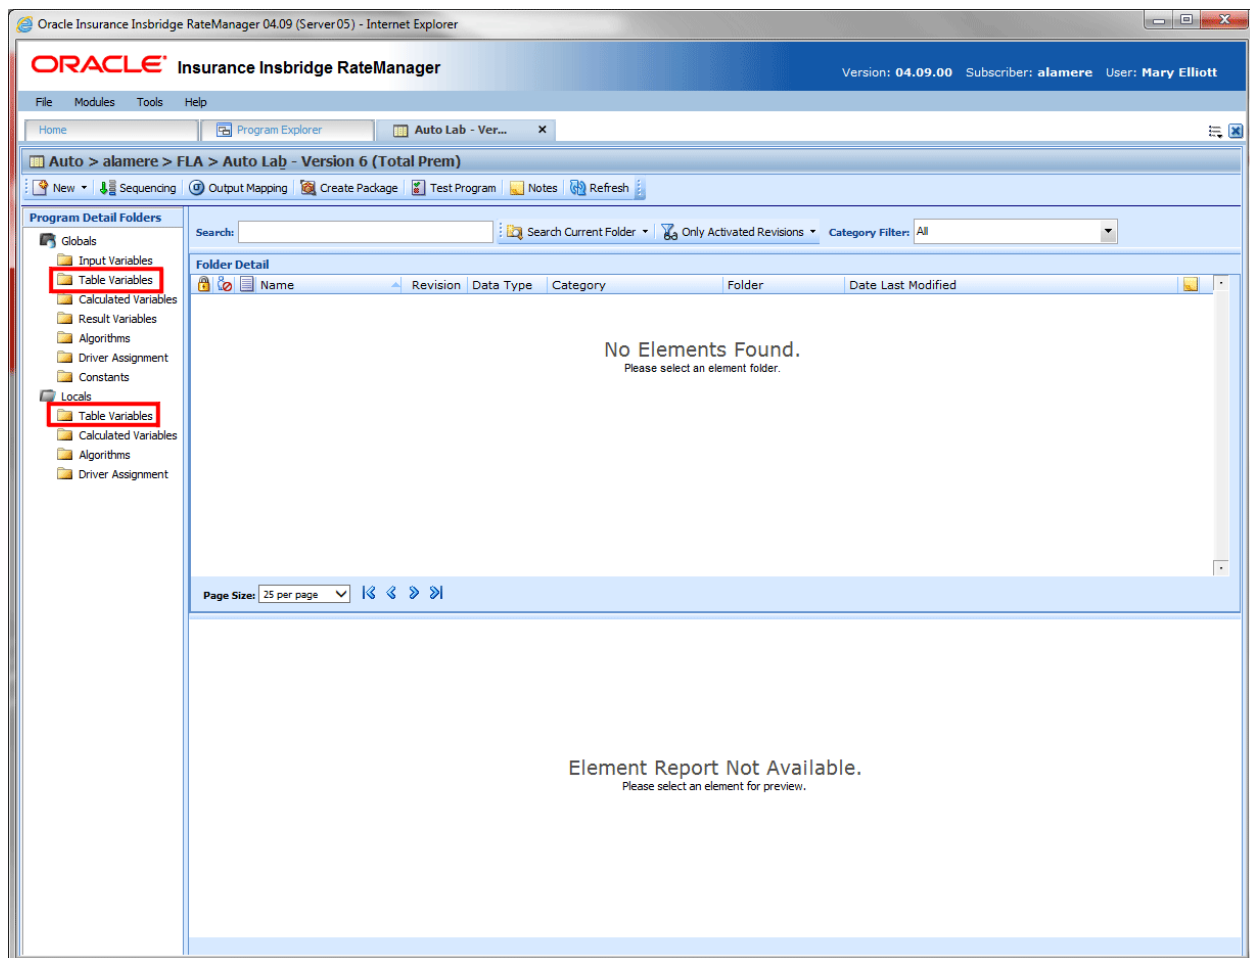 Oracle Insurance Insbridge RateManager 04.09 (Server05) - Internet Explorer
ORACLE Insurance Insbridge RateManager
Version: 04.09.00 Subscriber: alamere User: Mary Elliott
File Modules Tools Help
Home Program Explorer Auto Lab - Ver... x
Auto > alamere > FLA > Auto Lab - Version 6 (Total Prem)
New Sequencing Output Mapping Create Package Test Program Notes Refresh
Program Detail Folders
Globals
Input Variables
Table Variables
Calculated Variables
Result Variables
Algorithms
Driver Assignment
Constants
Locals
Table Variables
Calculated Variables
Algorithms
Driver Assignment
Search: Search Current Folder Only Activated Revisions Category Filter: All
Folder Detail
Name Revision Data Type Category Folder Date Last Modified
No Elements Found.
Please select an element folder.
Page Size: 25 per page
Element Report Not Available.
Please select an element for preview.